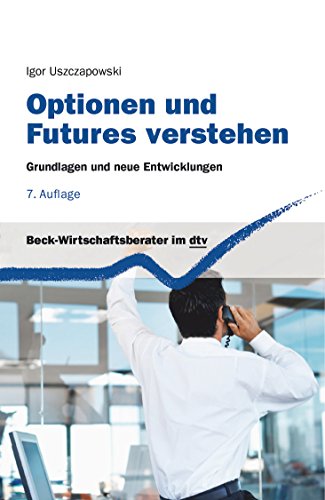 Igor Uszczapowski
Optionen und
Futures verstehen
Grundlagen und neue Entwicklungen
7. Auflage
Beck-Wirtschaftsberater im dtv